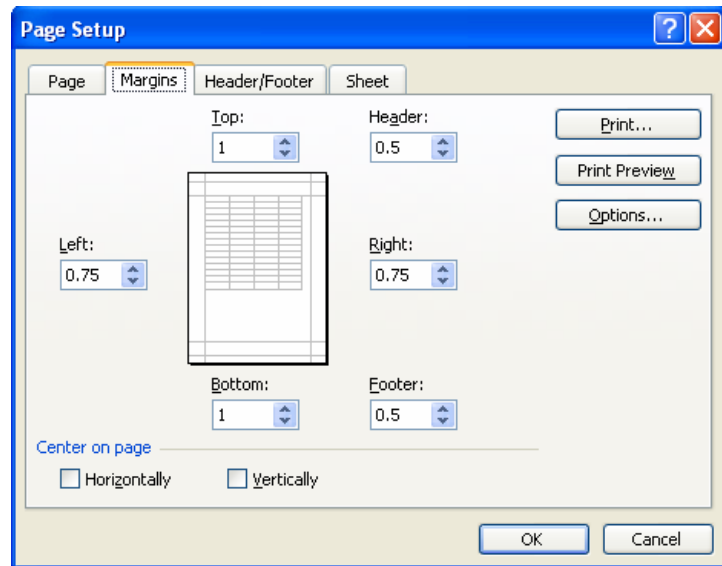 Page Setup
Page Margins Header/Footer Sheet
Top: Header:
1 0.5
Print...
Print Preview
Options...
Left: Right:
0.75 0.75
Bottom: Footer:
1 0.5
Center on page
Horizontally Vertically
OK Cancel